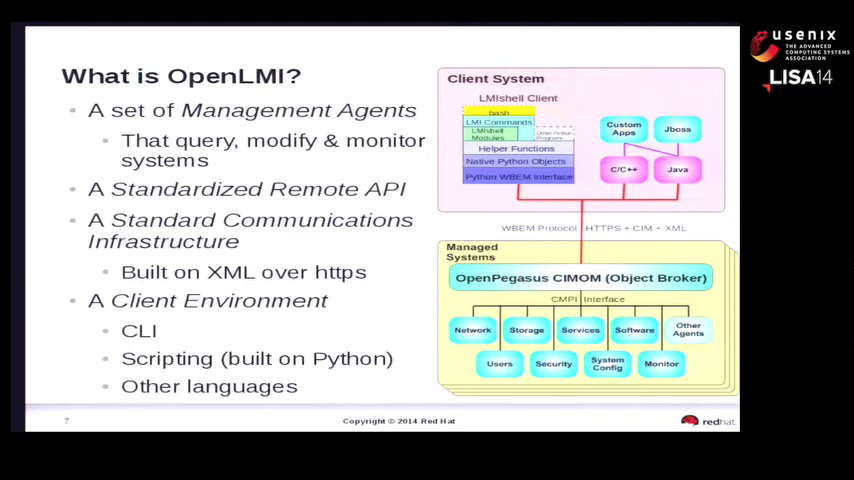 What is OpenLMI?
A set of Management Agents
That query, modify & monitor
systems
A Standardized Remote API
A Standard Communications
Infrastructure
Built on XML over https
A Client Environment
CLI
Scripting (built on Python)
Other languages
Client System
LMIshell Client
bash
LMI Commands
LMIshell
Modules
Other Python
Programs
Helper Functions
Native Python Objects
Python WBEM Interface
Custom
Apps
Jboss
C/C++
Java
WBEM Protocol HTTPS + CIM + XML
Managed
Systems
OpenPegasus CIMOM (Object Broker)
CMPI Interface
Network
Storage
Services
Software
Other
Agents
Users
Security
System
Config
Monitor
7
Copyright © 2014 Red Hat
redhat
usenix
THE ADVANCED
COMPUTING SYSTEMS
ASSOCIATION
LISA14